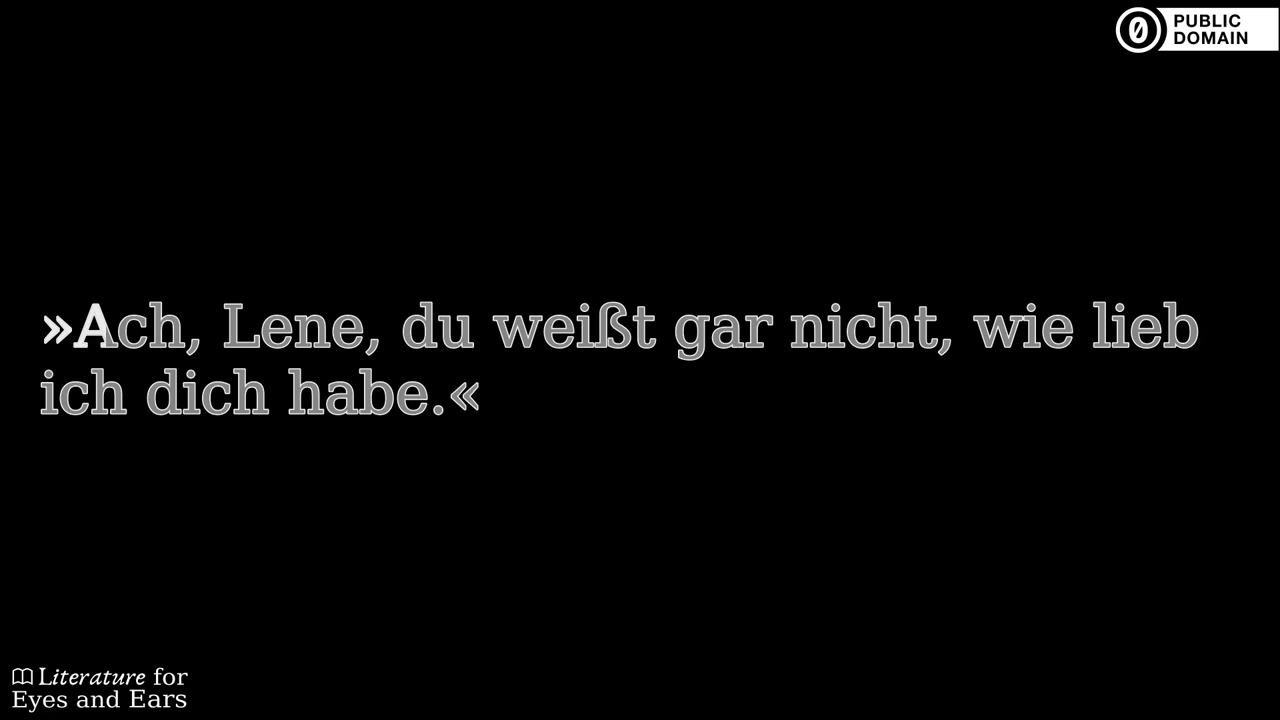 PUBLIC
DOMAIN
»Ach, Lene, du weißt gar nicht, wie lieb
ich dich habe.«
Literature for
Eyes and Ears